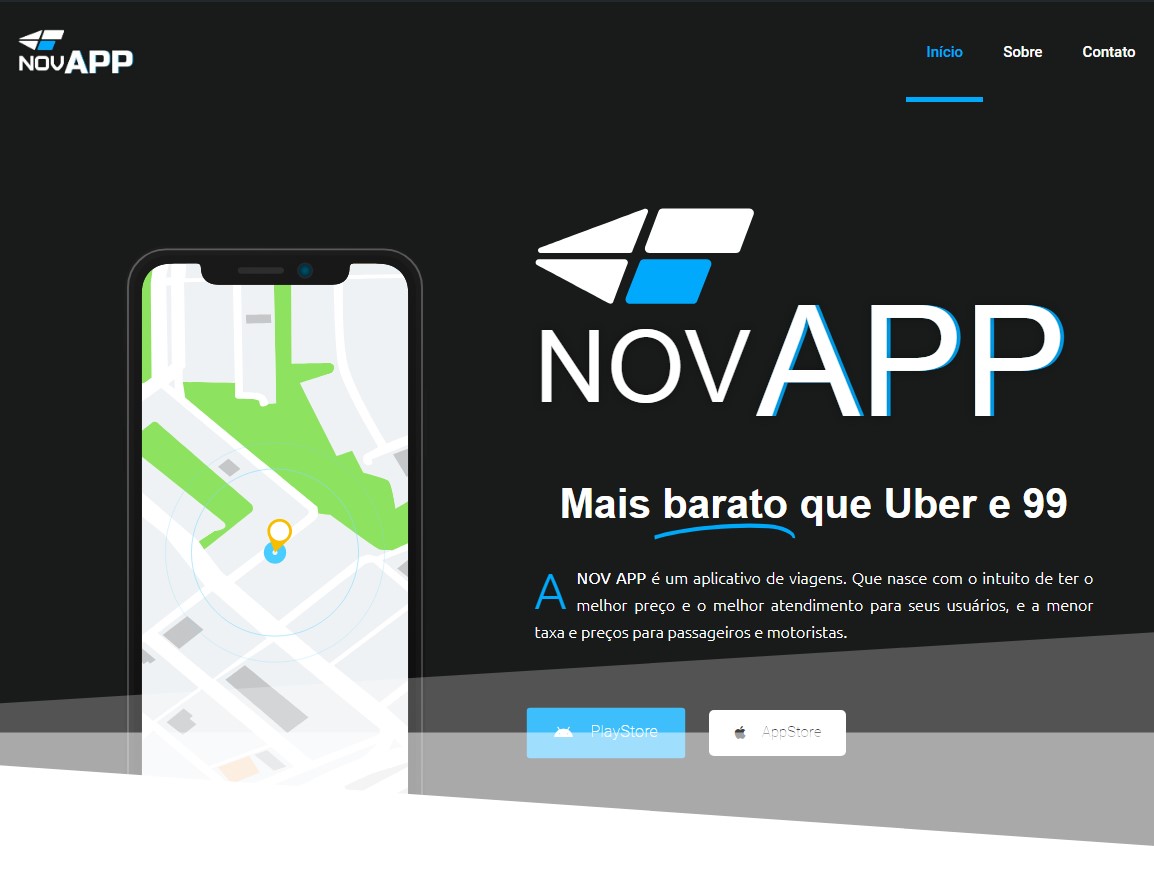 NOVAPP
Início Sobre Contato
NOVAPP
Mais barato que Uber e 99
A NOV APP é um aplicativo de viagens. Que nasce com o intuito de ter o
melhor preço e o melhor atendimento para seus usuários, e a menor
taxa e preços para passageiros e motoristas.
PlayStore AppStore